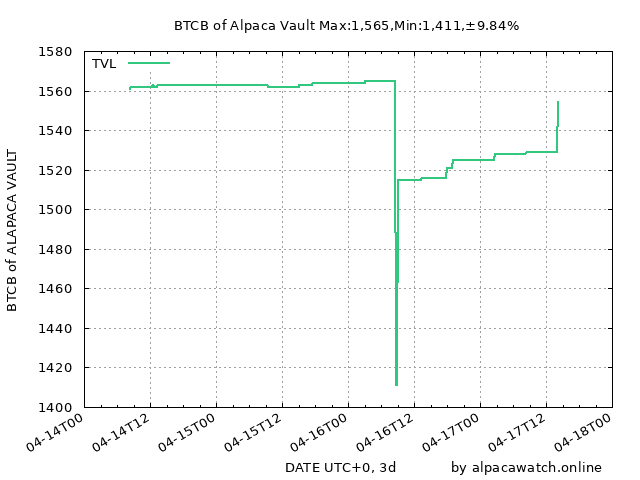 BTCB of Alpaca Vault Max:1,565,Min:1,411,±9.84%
TVL
1580
1560
1540
1520
1500
1480
1460
1440
1420
1400
BTCB of ALAPACA VAULT
04-14T00
04-14T12
04-15T00
04-15T12
04-16T00
04-16T12
04-17T00
04-17T12
04-18T00
DATE UTC+0, 3d
by alpacawatch.online